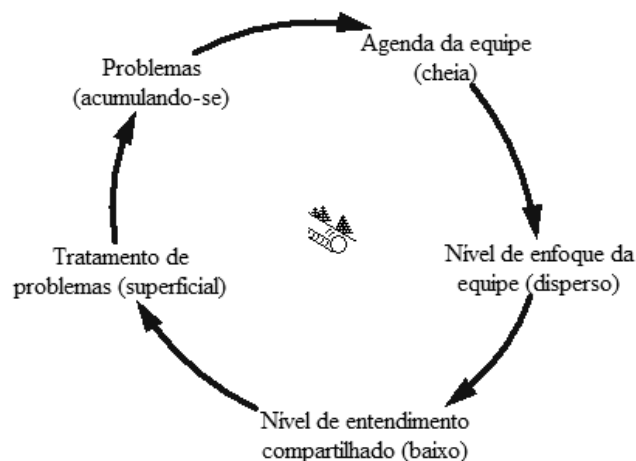 Agenda da equipe
(cheia)
Problemas
(acumulando-se)
Nível de enfoque da
equipe (disperso)
Tratamento de
problemas (superficial)
Nível de entendimento
compartilhado (baixo)